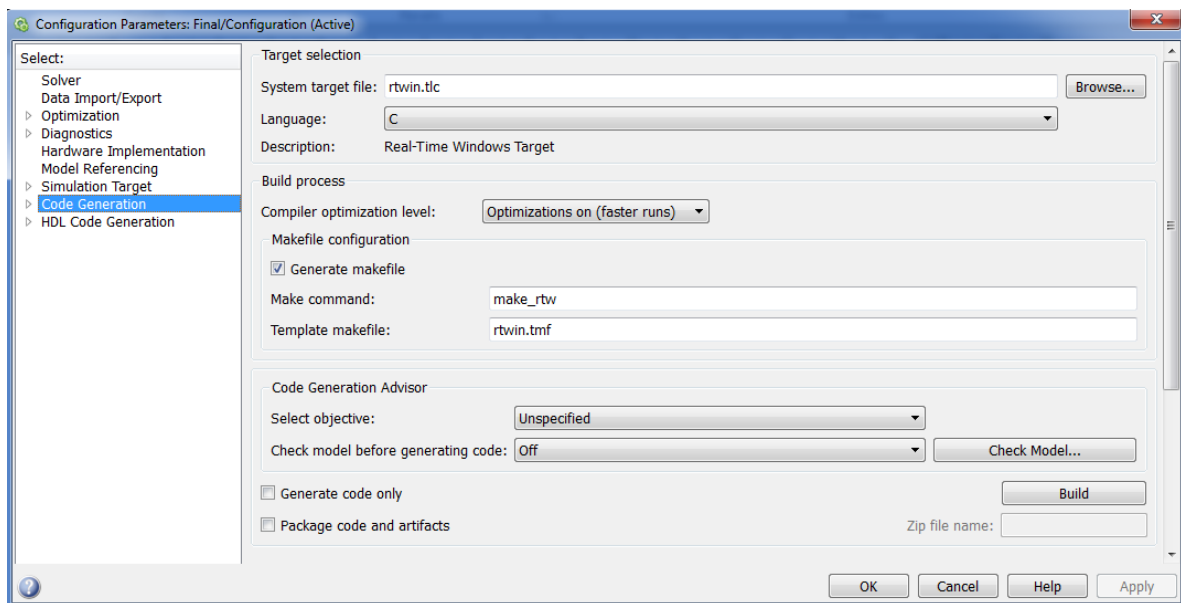 Configuration Parameters: Final/Configuration (Active)
Select:
Solver
Data Import/Export
Optimization
Diagnostics
Hardware Implementation
Model Referencing
Simulation Target
Code Generation
HDL Code Generation
Target selection
System target file: rtwin.tlc Browse...
Language: C
Description: Real-Time Windows Target
Build process
Compiler optimization level: Optimizations on (faster runs)
Makefile configuration
Generate makefile
Make command: make_rtw
Template makefile: rtwin.tmf
Code Generation Advisor
Select objective: Unspecified
Check model before generating code: Off Check Model...
Generate code only Build
Package code and artifacts Zip file name:
OK Cancel Help Apply